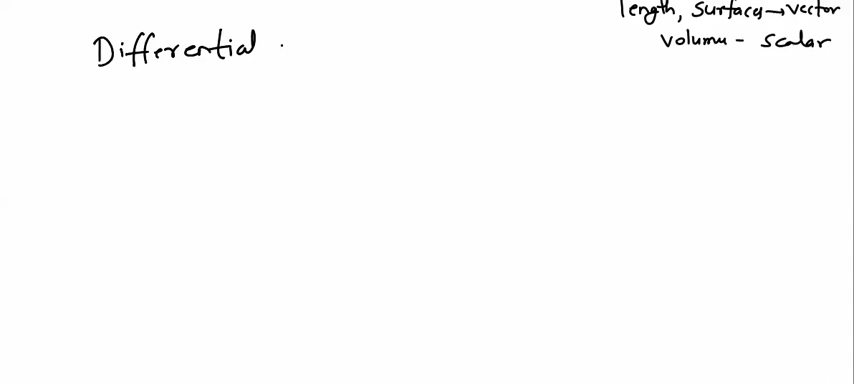 length, Surface→vector
Differential
volume - scalar